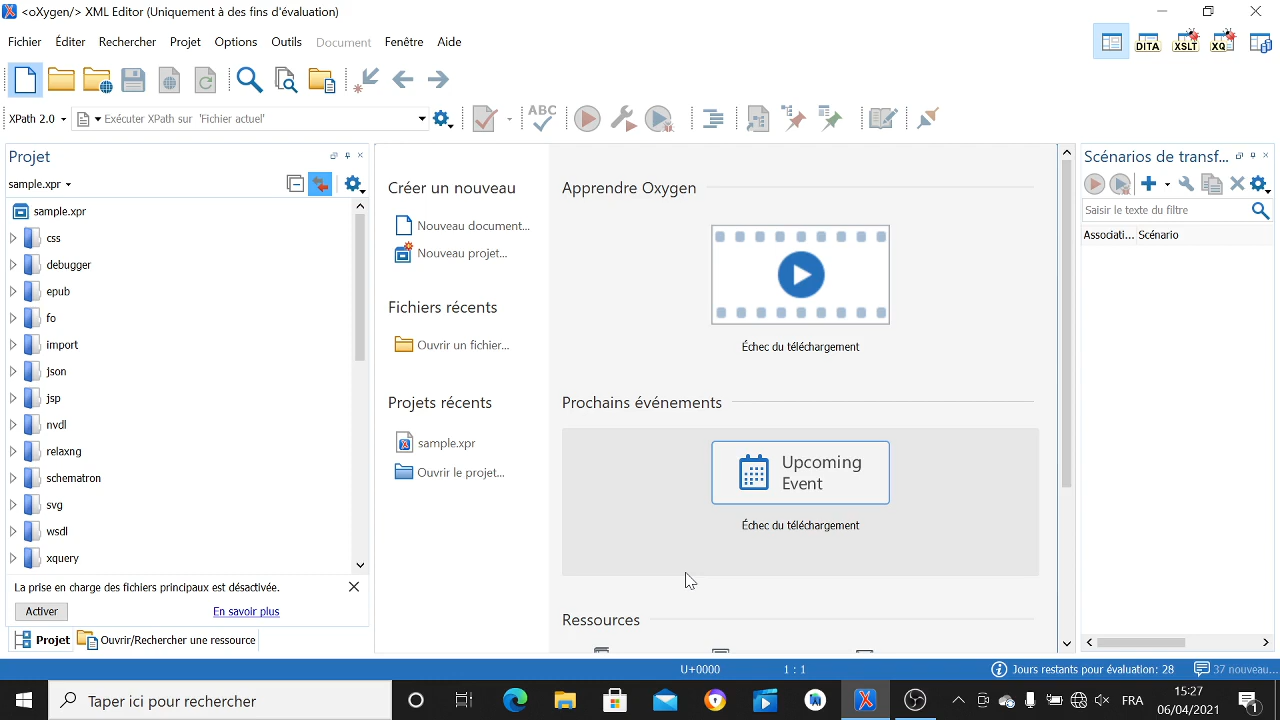 <oXygen/> XML Editor (Uniquement à des fins d'évaluation)
Fichier Éditer Rechercher Projet Options Outils Document Fenêtre Aide
DITA XSLT XQ
XPath 2.0 Exécuter XPath sur 'Fichier actuel'
ABC
Projet
sample.xpr
sample.xpr
css
debugger
epub
fo
import
json
jsp
nvdl
relaxng
schematron
svg
wsdl
xquery
La prise en charge des fichiers principaux est désactivée.
Activer En savoir plus
Projet Ouvrir/Rechercher une ressource
Créer un nouveau
Nouveau document...
Nouveau projet...
Fichiers récents
Ouvrir un fichier...
Projets récents
sample.xpr
Ouvrir le projet...
Apprendre Oxygen
Échec du téléchargement
Prochains événements
Upcoming
Event
Échec du téléchargement
Ressources
Scénarios de transf...
Saisir le texte du filtre
Associati... Scénario
U+0000 1 : 1 Jours restants pour évaluation: 28 37 nouveau...
Taper ici pour rechercher
FRA
15:27
06/04/2021
1